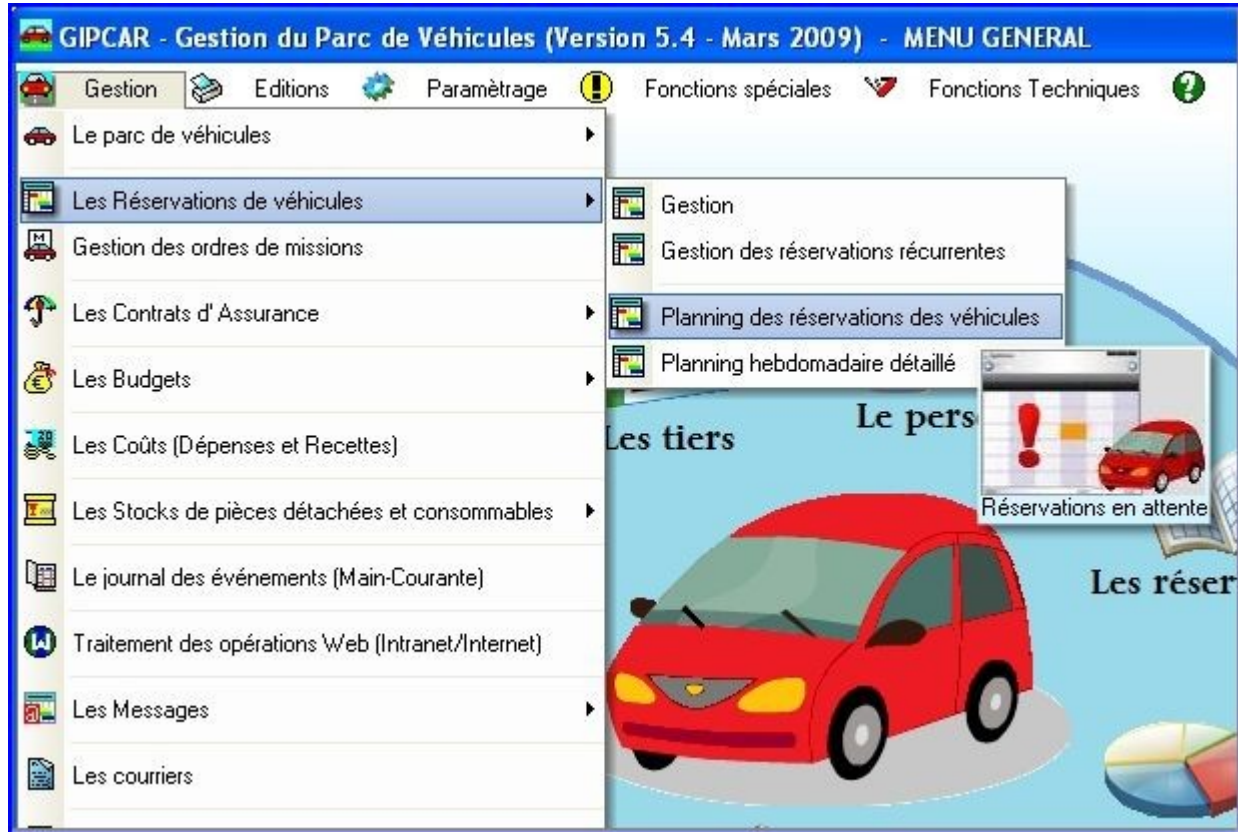 GIPCAR - Gestion du Parc de Véhicules (Version 5.4 - Mars 2009) - MENU GENERAL
Gestion Editions Paramètrage Fonctions spéciales Fonctions Techniques
Le parc de véhicules
Les Réservations de véhicules
Gestion
Gestion des ordres de missions
Gestion des réservations récurrentes
Les Contrats d' Assurance
Planning des réservations des véhicules
Planning hebdomadaire détaillé
Les Budgets
Les tiers
Le pers
Les Coûts (Dépenses et Recettes)
Les Stocks de pièces détachées et consommables
Réservations en attente
Le journal des événements (Main-Courante)
Les réser
Traitement des opérations Web (Intranet/Internet)
Les Messages
Les courriers